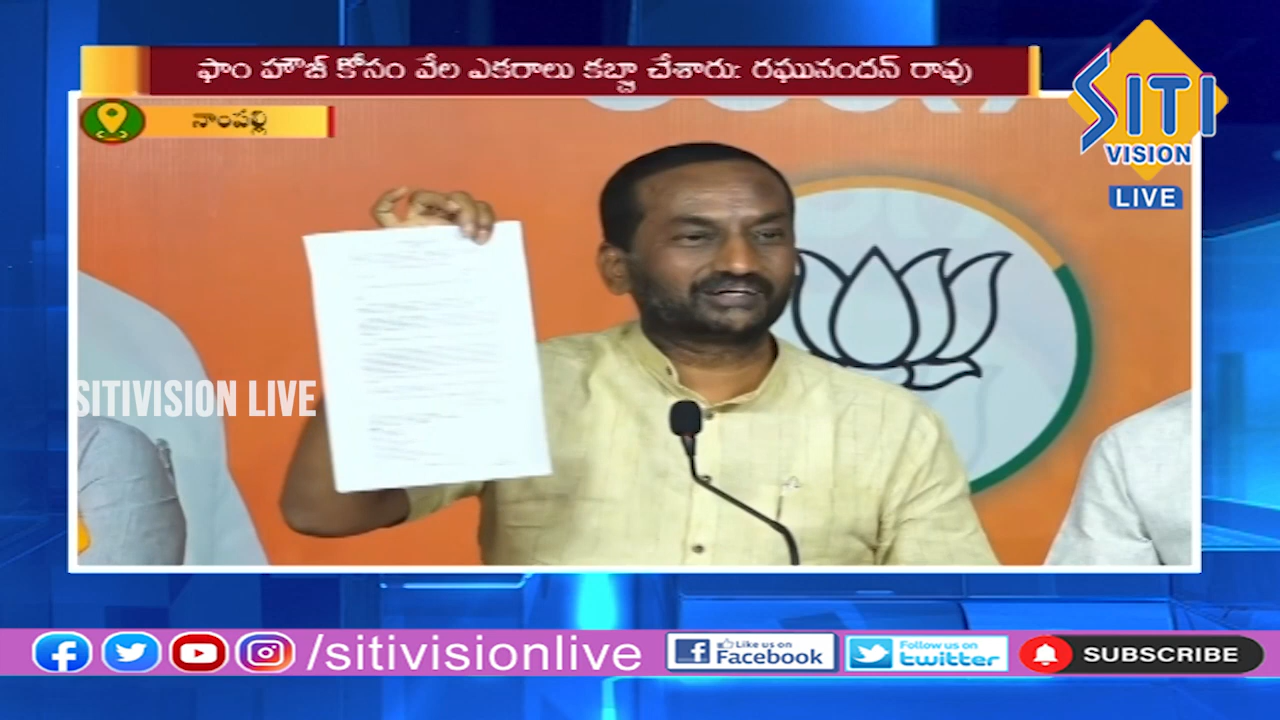 ఫాం హౌజ్ కోసం వేల ఎకరాలు కబ్జా చేశారు: రఘునందన్ రావు
నాంపల్లి
SITI
VISION
LIVE
SITIVISION LIVE
/sitivisionlive
Like us on
Facebook
Follow us on
twitter
SUBSCRIBE